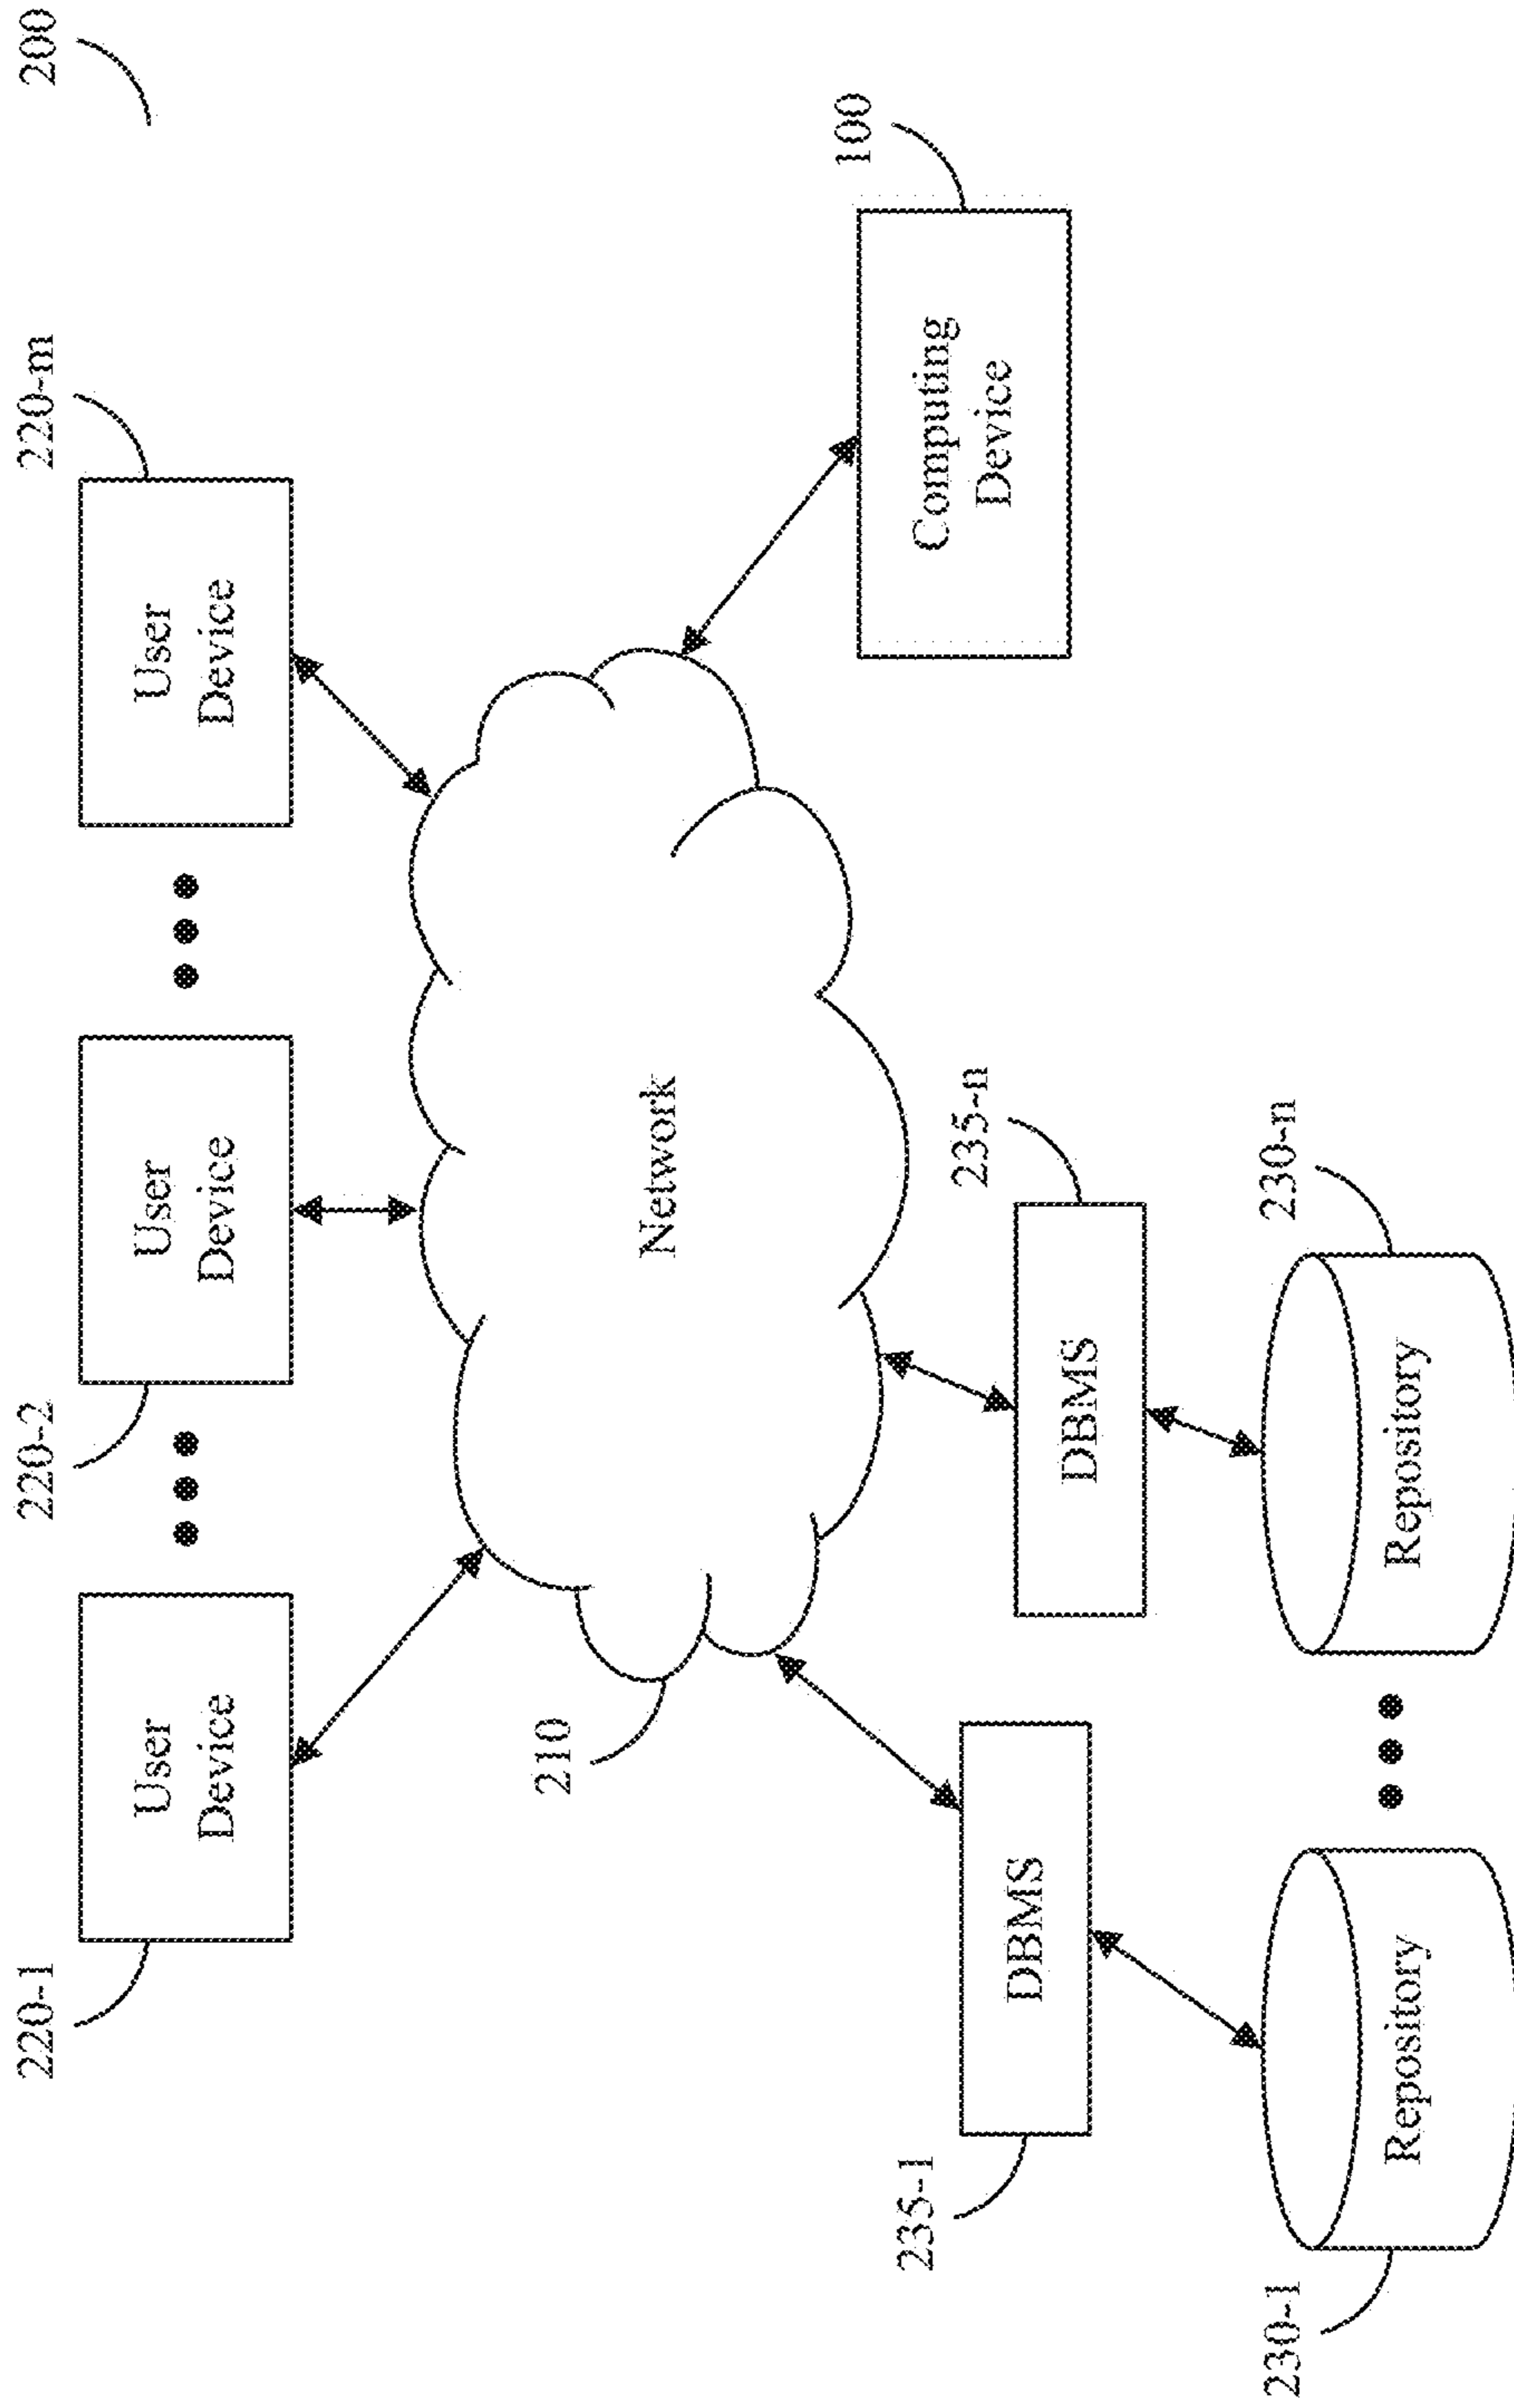 200
220-1
220-2
220-m
User
Device
User
Device
User
Device
210
Network
100
Computing
Device
235-1
DBMS
235-n
DBMS
230-1
Repository
230-n
Repository